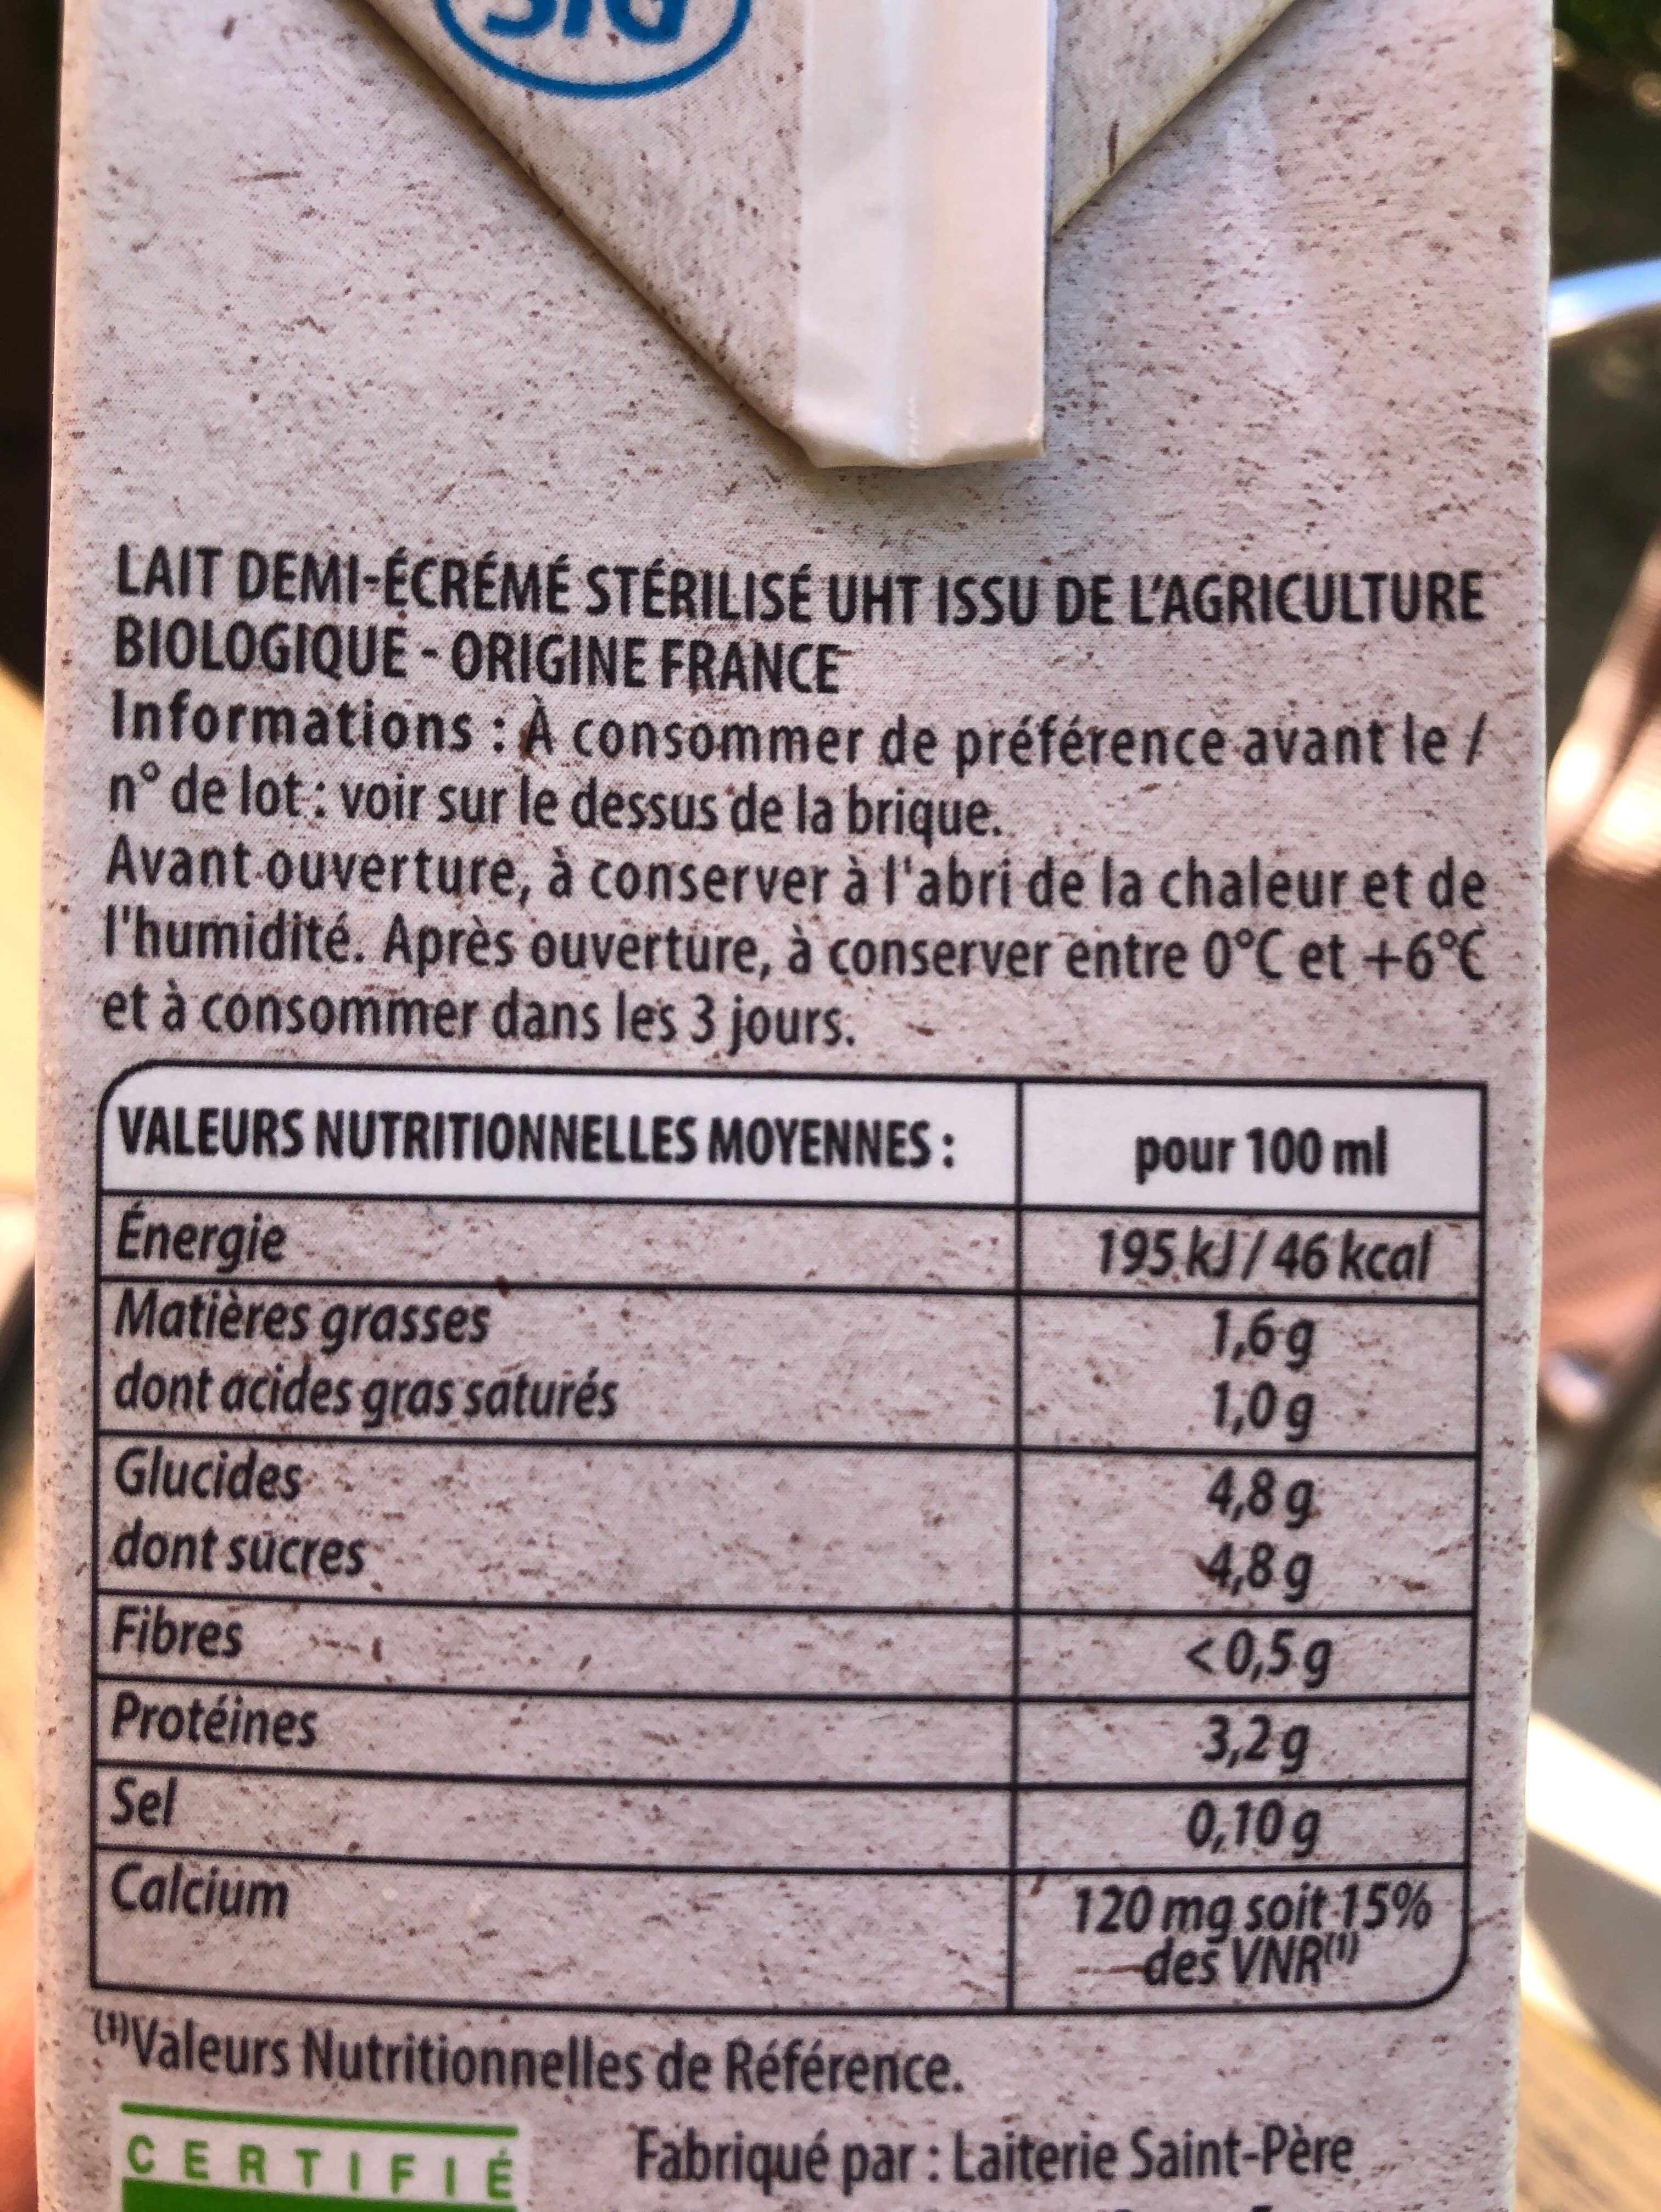 SIG
LAIT DEMI-ÉCRÉMÉ STÉRILISÉ UHT ISSU DE L'AGRICULTURE
BIOLOGIQUE - ORIGINE FRANCE
Informations : À consommer de préférence avant le /
n° de lot : voir sur le dessus de la brique.
Avant ouverture, à conserver à l'abri de la chaleur et de
l'humidité. Après ouverture, à conserver entre 0°C et +6°C
et à consommer dans les 3 jours.
VALEURS NUTRITIONNELLES MOYENNES : pour 100 ml
Énergie 195 kJ / 46 kcal
Matières grasses 1,6 g
dont acides gras saturés 1,0 g
Glucides 4,8 g
dont sucres 4,8 g
Fibres < 0,5 g
Protéines 3,2 g
Sel 0,10 g
Calcium 120 mg soit 15%
des VNR(1)
(1)Valeurs Nutritionnelles de Référence.
CERTIFIÉ
Fabriqué par : Laiterie Saint-Père